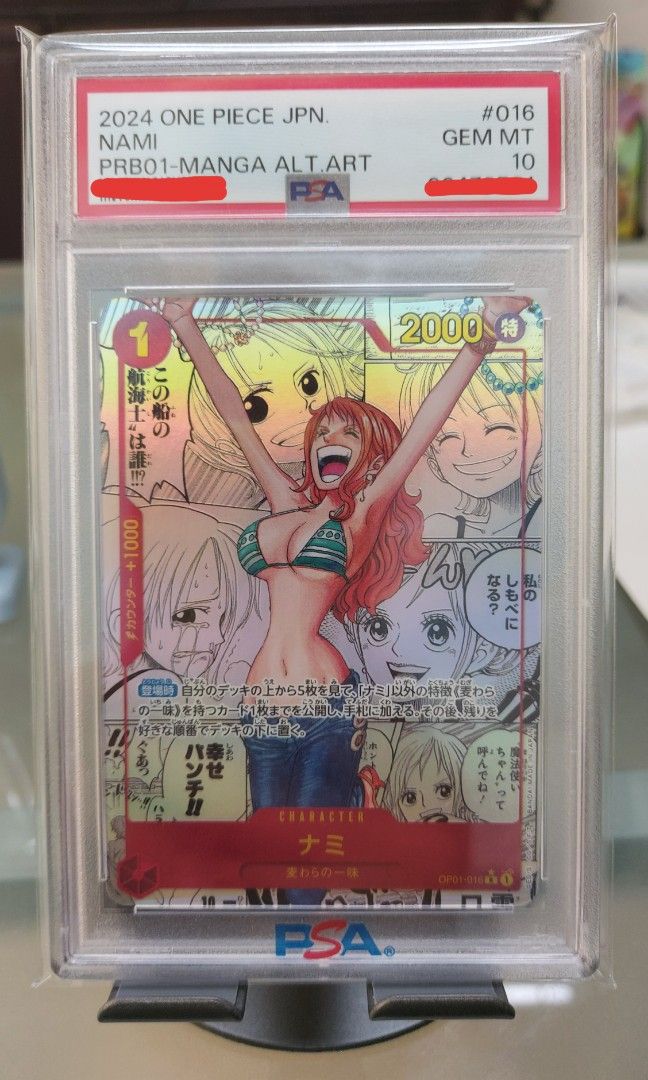 2024 ONE PIECE JPN.
#016
NAMI
GEM MT
PRB01-MANGA ALT.ART
10
PSA
1
2000
特
この船の
航海士"は誰!!?
カウンター +1000
私の
しもべに
なる?
登場時 自分のデッキの上から5枚を見て、「ナミ」以外の特徴《麦わら
の一味》を持つカード1枚までを公開し、手札に加える。その後、残りを
好きな順番でデッキの下に置く。
!!
ぐあっ
幸せ
パンチ!!
ホン
魔法使い
ちゃん"って
呼んでね!
CHARACTER
ナミ
麦わらの一味
OP01-016 R 1
PSA®